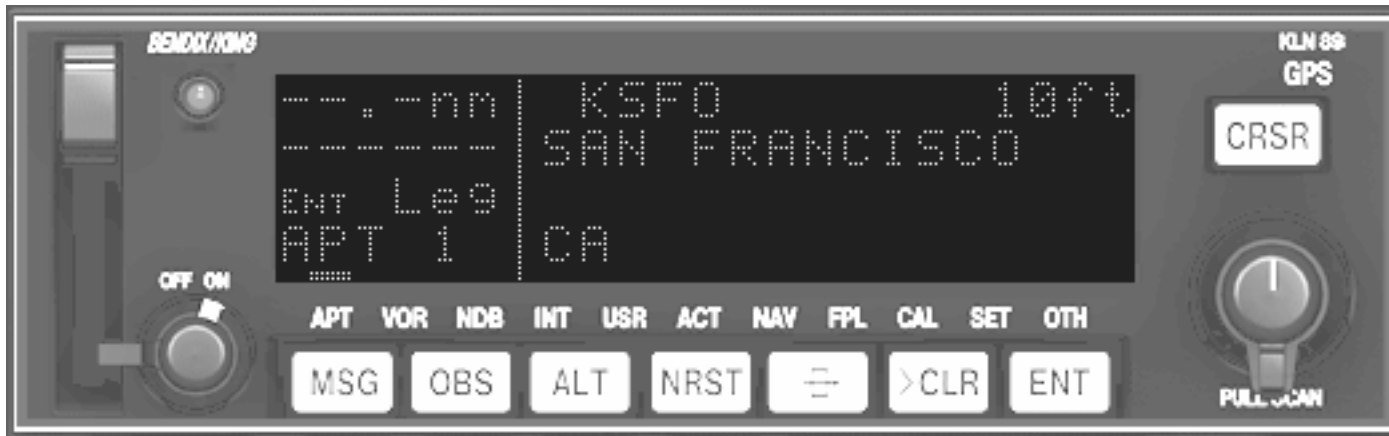 BENDIX/KING
KLN 89
GPS
--.-nm KSFO 10ft
------ SAN FRANCISCO
ENT Leg
APT 1 CA
CRSR
OFF ON
APT VOR NDB INT USR ACT NAV FPL CAL SET OTH
MSG OBS ALT NRST >CLR ENT
PULL SCAN